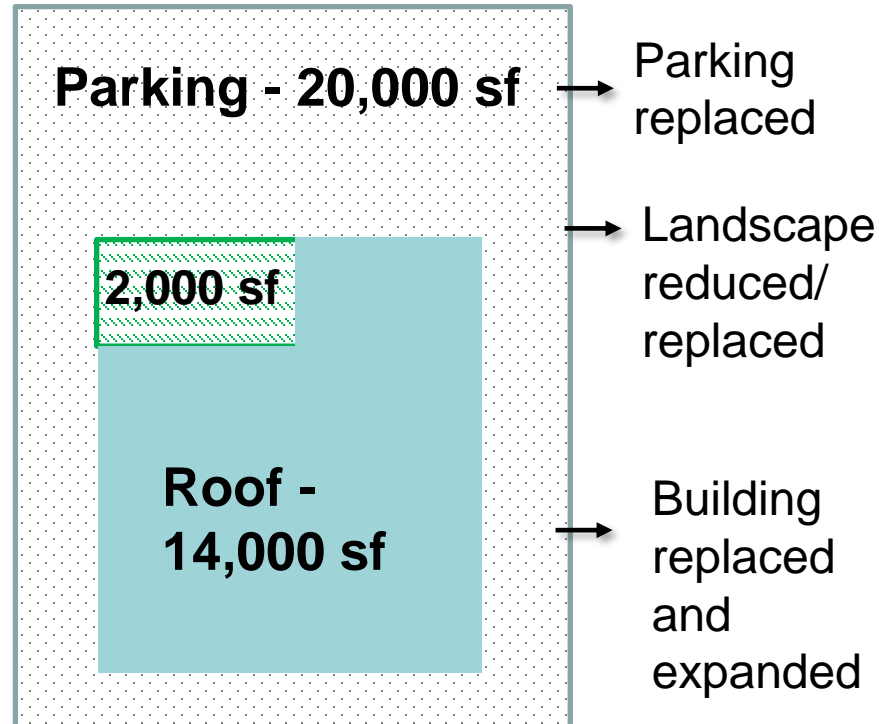 Parking - 20,000 sf
Parking
replaced
Landscape
reduced/
replaced
2,000 sf
Roof -
14,000 sf
Building
replaced
and
expanded